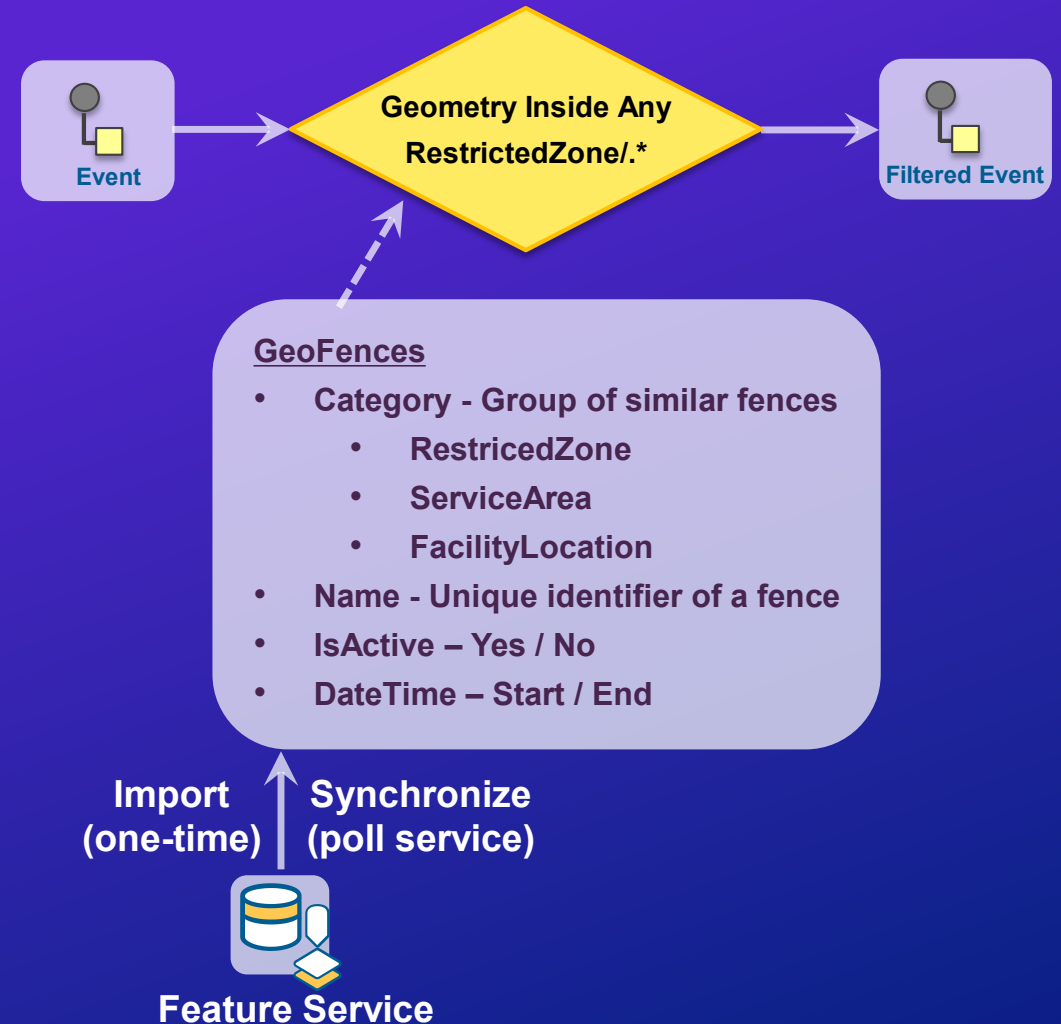 Geometry Inside Any
RestrictedZone/.*
Event
Filtered Event
GeoFences
• Category - Group of similar fences
• RestricedZone
• ServiceArea
• FacilityLocation
• Name - Unique identifier of a fence
• IsActive – Yes / No
• DateTime – Start / End
Import
(one-time)
Synchronize
(poll service)
Feature Service